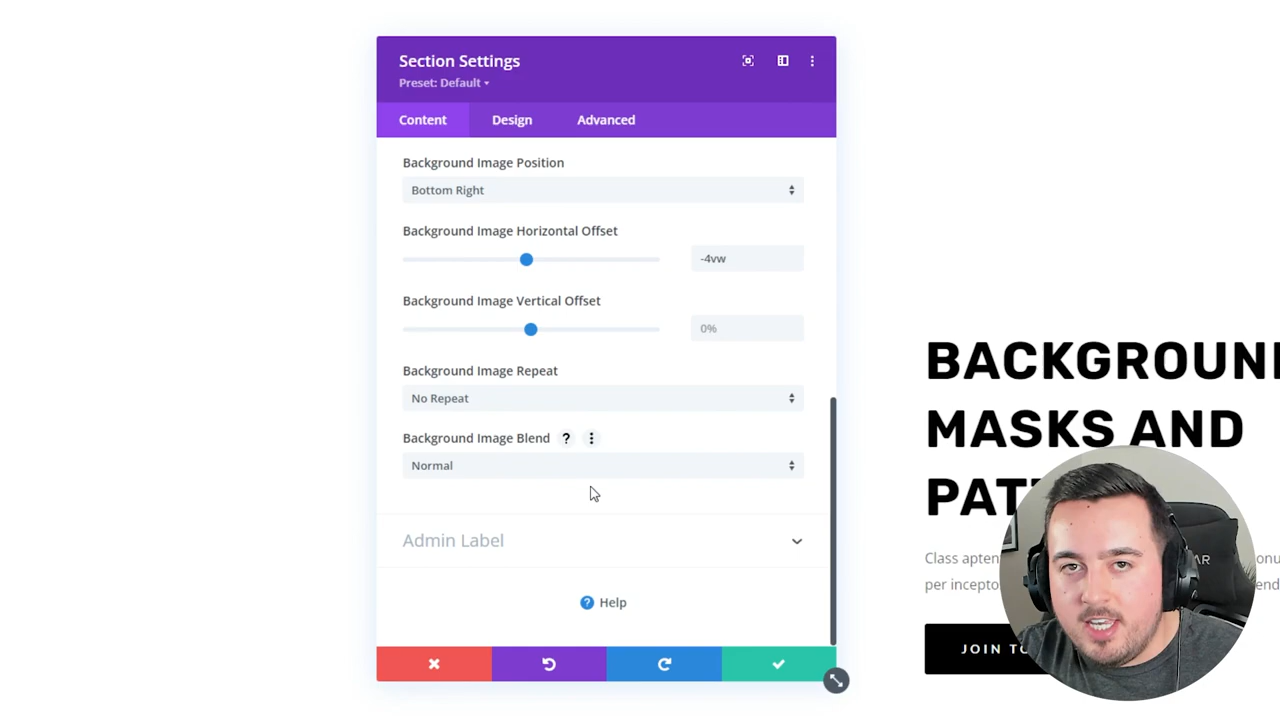 Section Settings
Preset: Default
Content
Design
Advanced
Background Image Position
Bottom Right
Background Image Horizontal Offset
-4vw
Background Image Vertical Offset
0%
Background Image Repeat
No Repeat
Background Image Blend ?
Normal
Admin Label
? Help
BACKGROUN
MASKS AND
Class apten
per incepto
JOIN